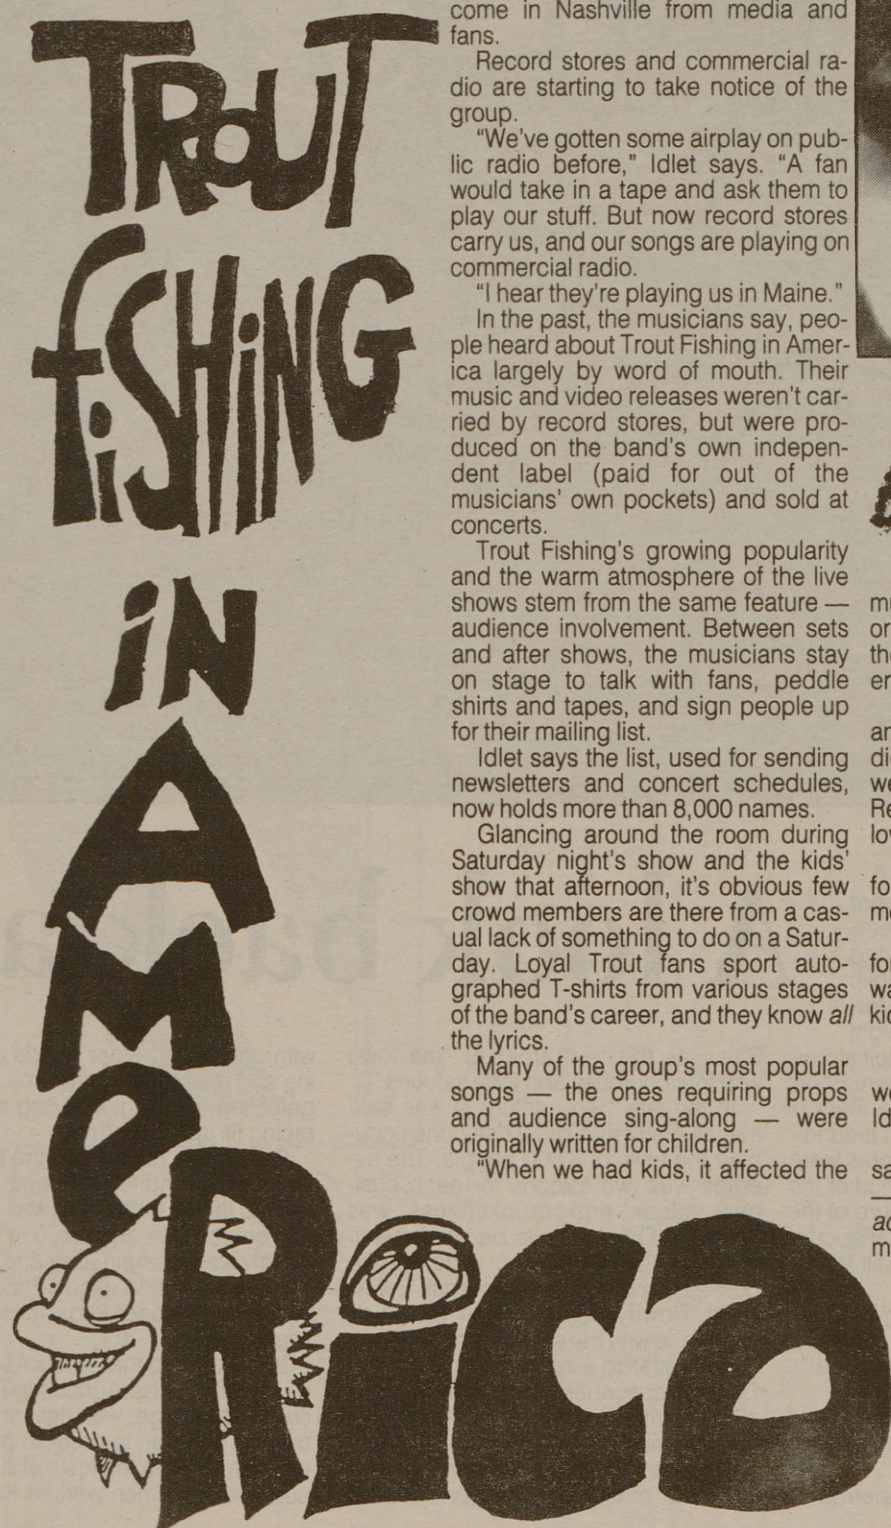 TROUT
fiSHiNG
iN
AMeRica
come in Nashville from media and
fans.
Record stores and commercial ra-
dio are starting to take notice of the
group.
“We’ve gotten some airplay on pub-
lic radio before,” Idlet says. “A fan
would take in a tape and ask them to
play our stuff. But now record stores
carry us, and our songs are playing on
commercial radio.
“I hear they’re playing us in Maine.”
In the past, the musicians say, peo-
ple heard about Trout Fishing in Amer-
ica largely by word of mouth. Their
music and video releases weren’t car-
ried by record stores, but were pro-
duced on the band’s own indepen-
dent label (paid for out of the
musicians’ own pockets) and sold at
concerts.
Trout Fishing’s growing popularity
and the warm atmosphere of the live
shows stem from the same feature —
audience involvement. Between sets
and after shows, the musicians stay
on stage to talk with fans, peddle
shirts and tapes, and sign people up
for their mailing list.
Idlet says the list, used for sending
newsletters and concert schedules,
now holds more than 8,000 names.
Glancing around the room during
Saturday night’s show and the kids’
show that afternoon, it’s obvious few
crowd members are there from a cas-
ual lack of something to do on a Satur-
day. Loyal Trout fans sport auto-
graphed T-shirts from various stages
of the band’s career, and they know all
the lyrics.
Many of the group’s most popular
songs — the ones requiring props
and audience sing-along — were
originally written for children.
“When we had kids, it affected the